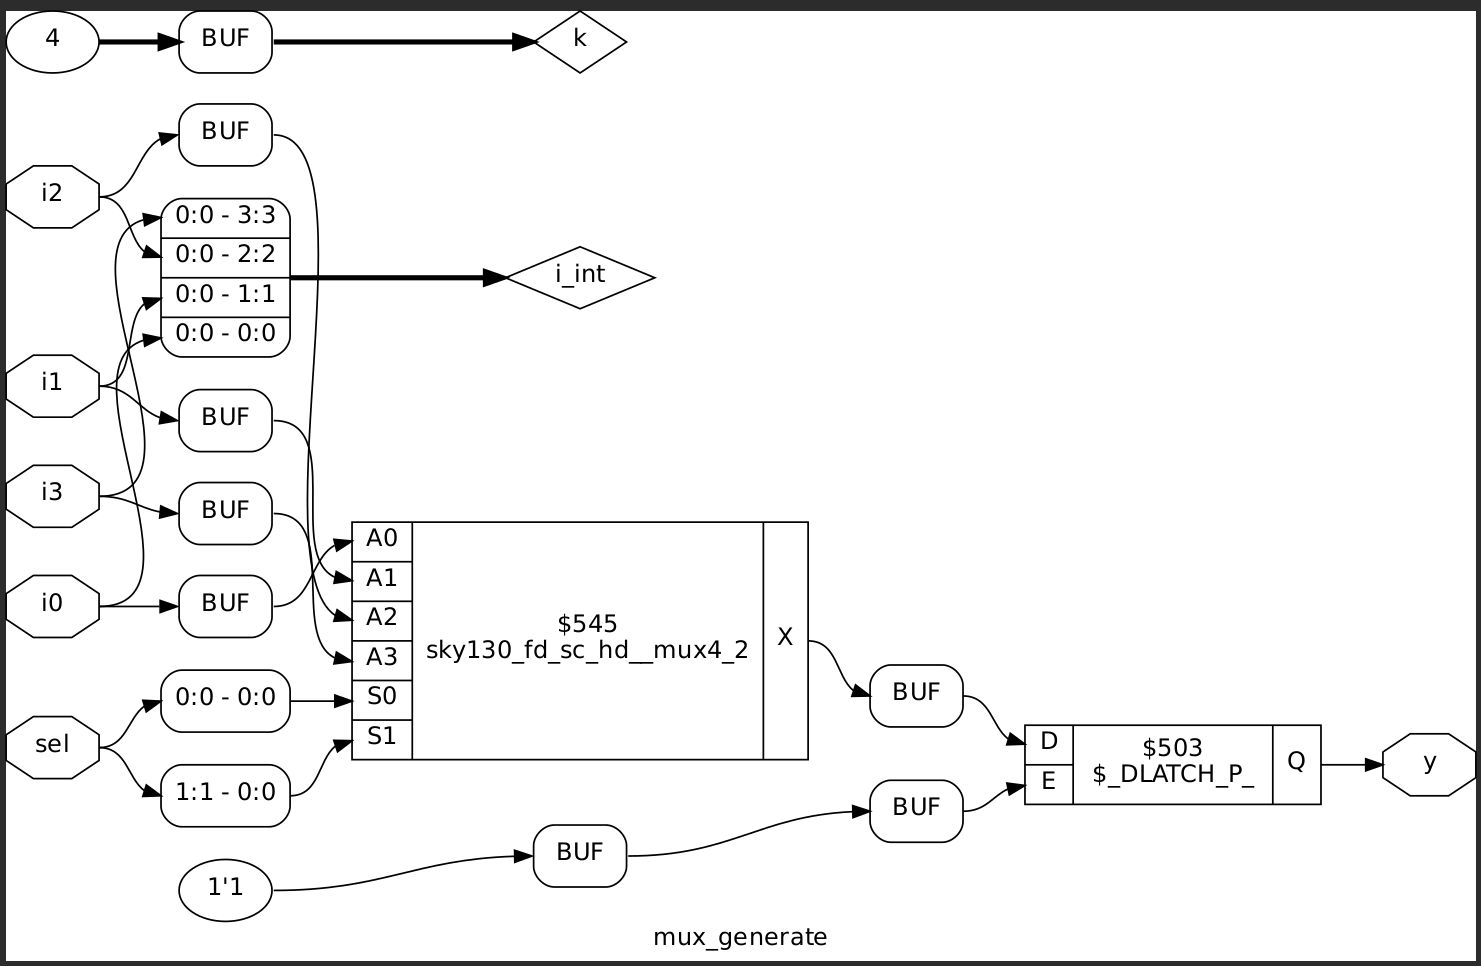 4
BUF
k
BUF
i2
0:0 - 3:3
0:0 - 2:2
0:0 - 1:1
0:0 - 0:0
i_int
i1
BUF
i3
BUF
i0
BUF
A0
A1
A2
A3
S0
S1
$545
sky130_fd_sc_hd__mux4_2
X
sel
0:0 - 0:0
1:1 - 0:0
BUF
D
E
$503
$_DLATCH_P_
Q
y
BUF
BUF
1'1
mux_generate